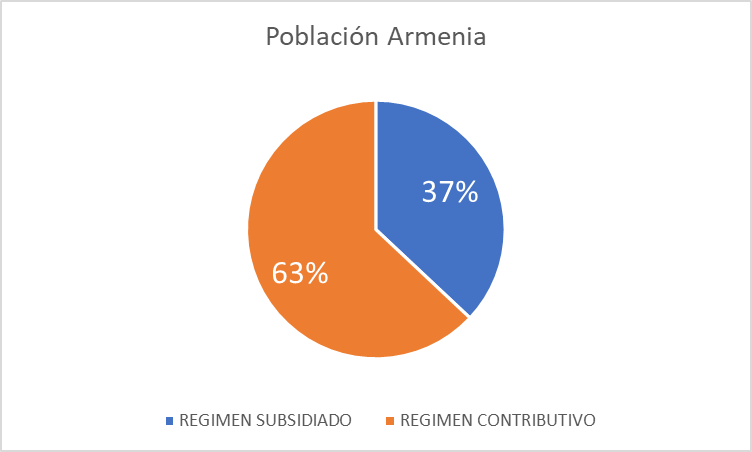 Población Armenia
37%
63%
REGIMEN SUBSIDIADO
REGIMEN CONTRIBUTIVO